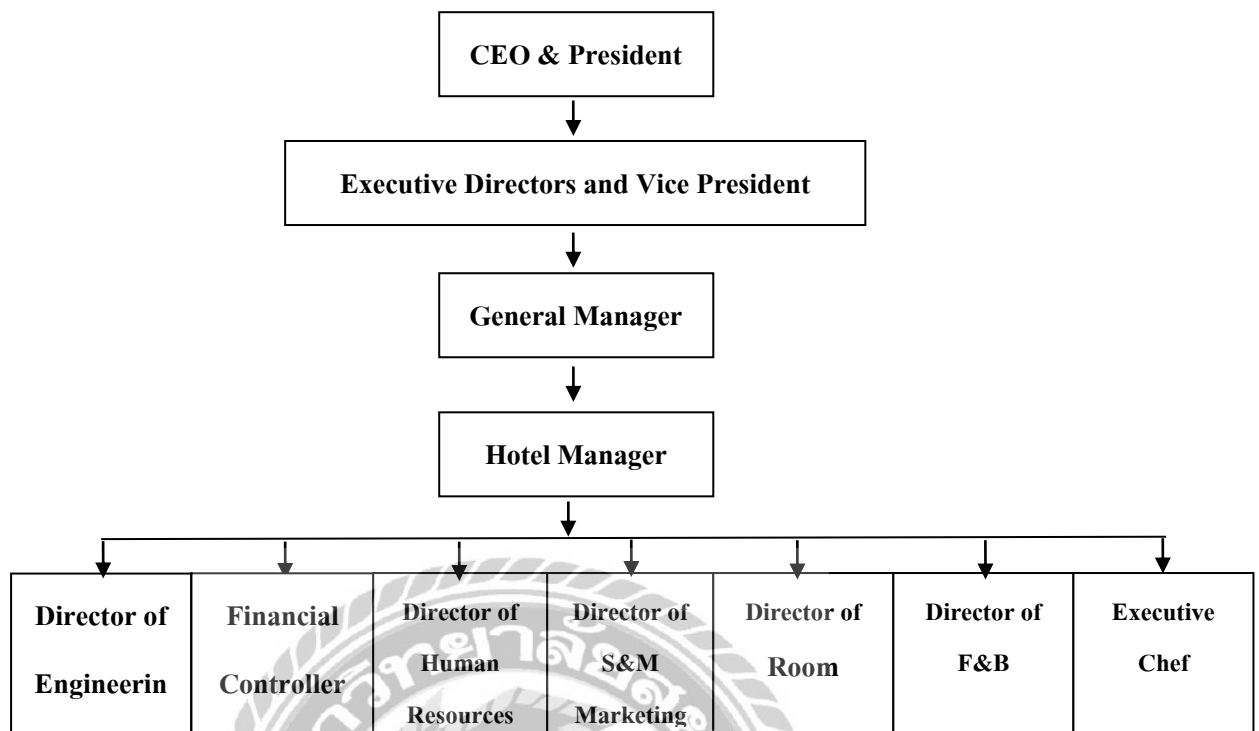 CEO & President
Executive Directors and Vice President
General Manager
Hotel Manager
Director of
Engineerin
Financial
Controller
Director of
Human
Resources
Director of
S&M
Marketing
Director of
Room
Director of
F&B
Executive
Chef